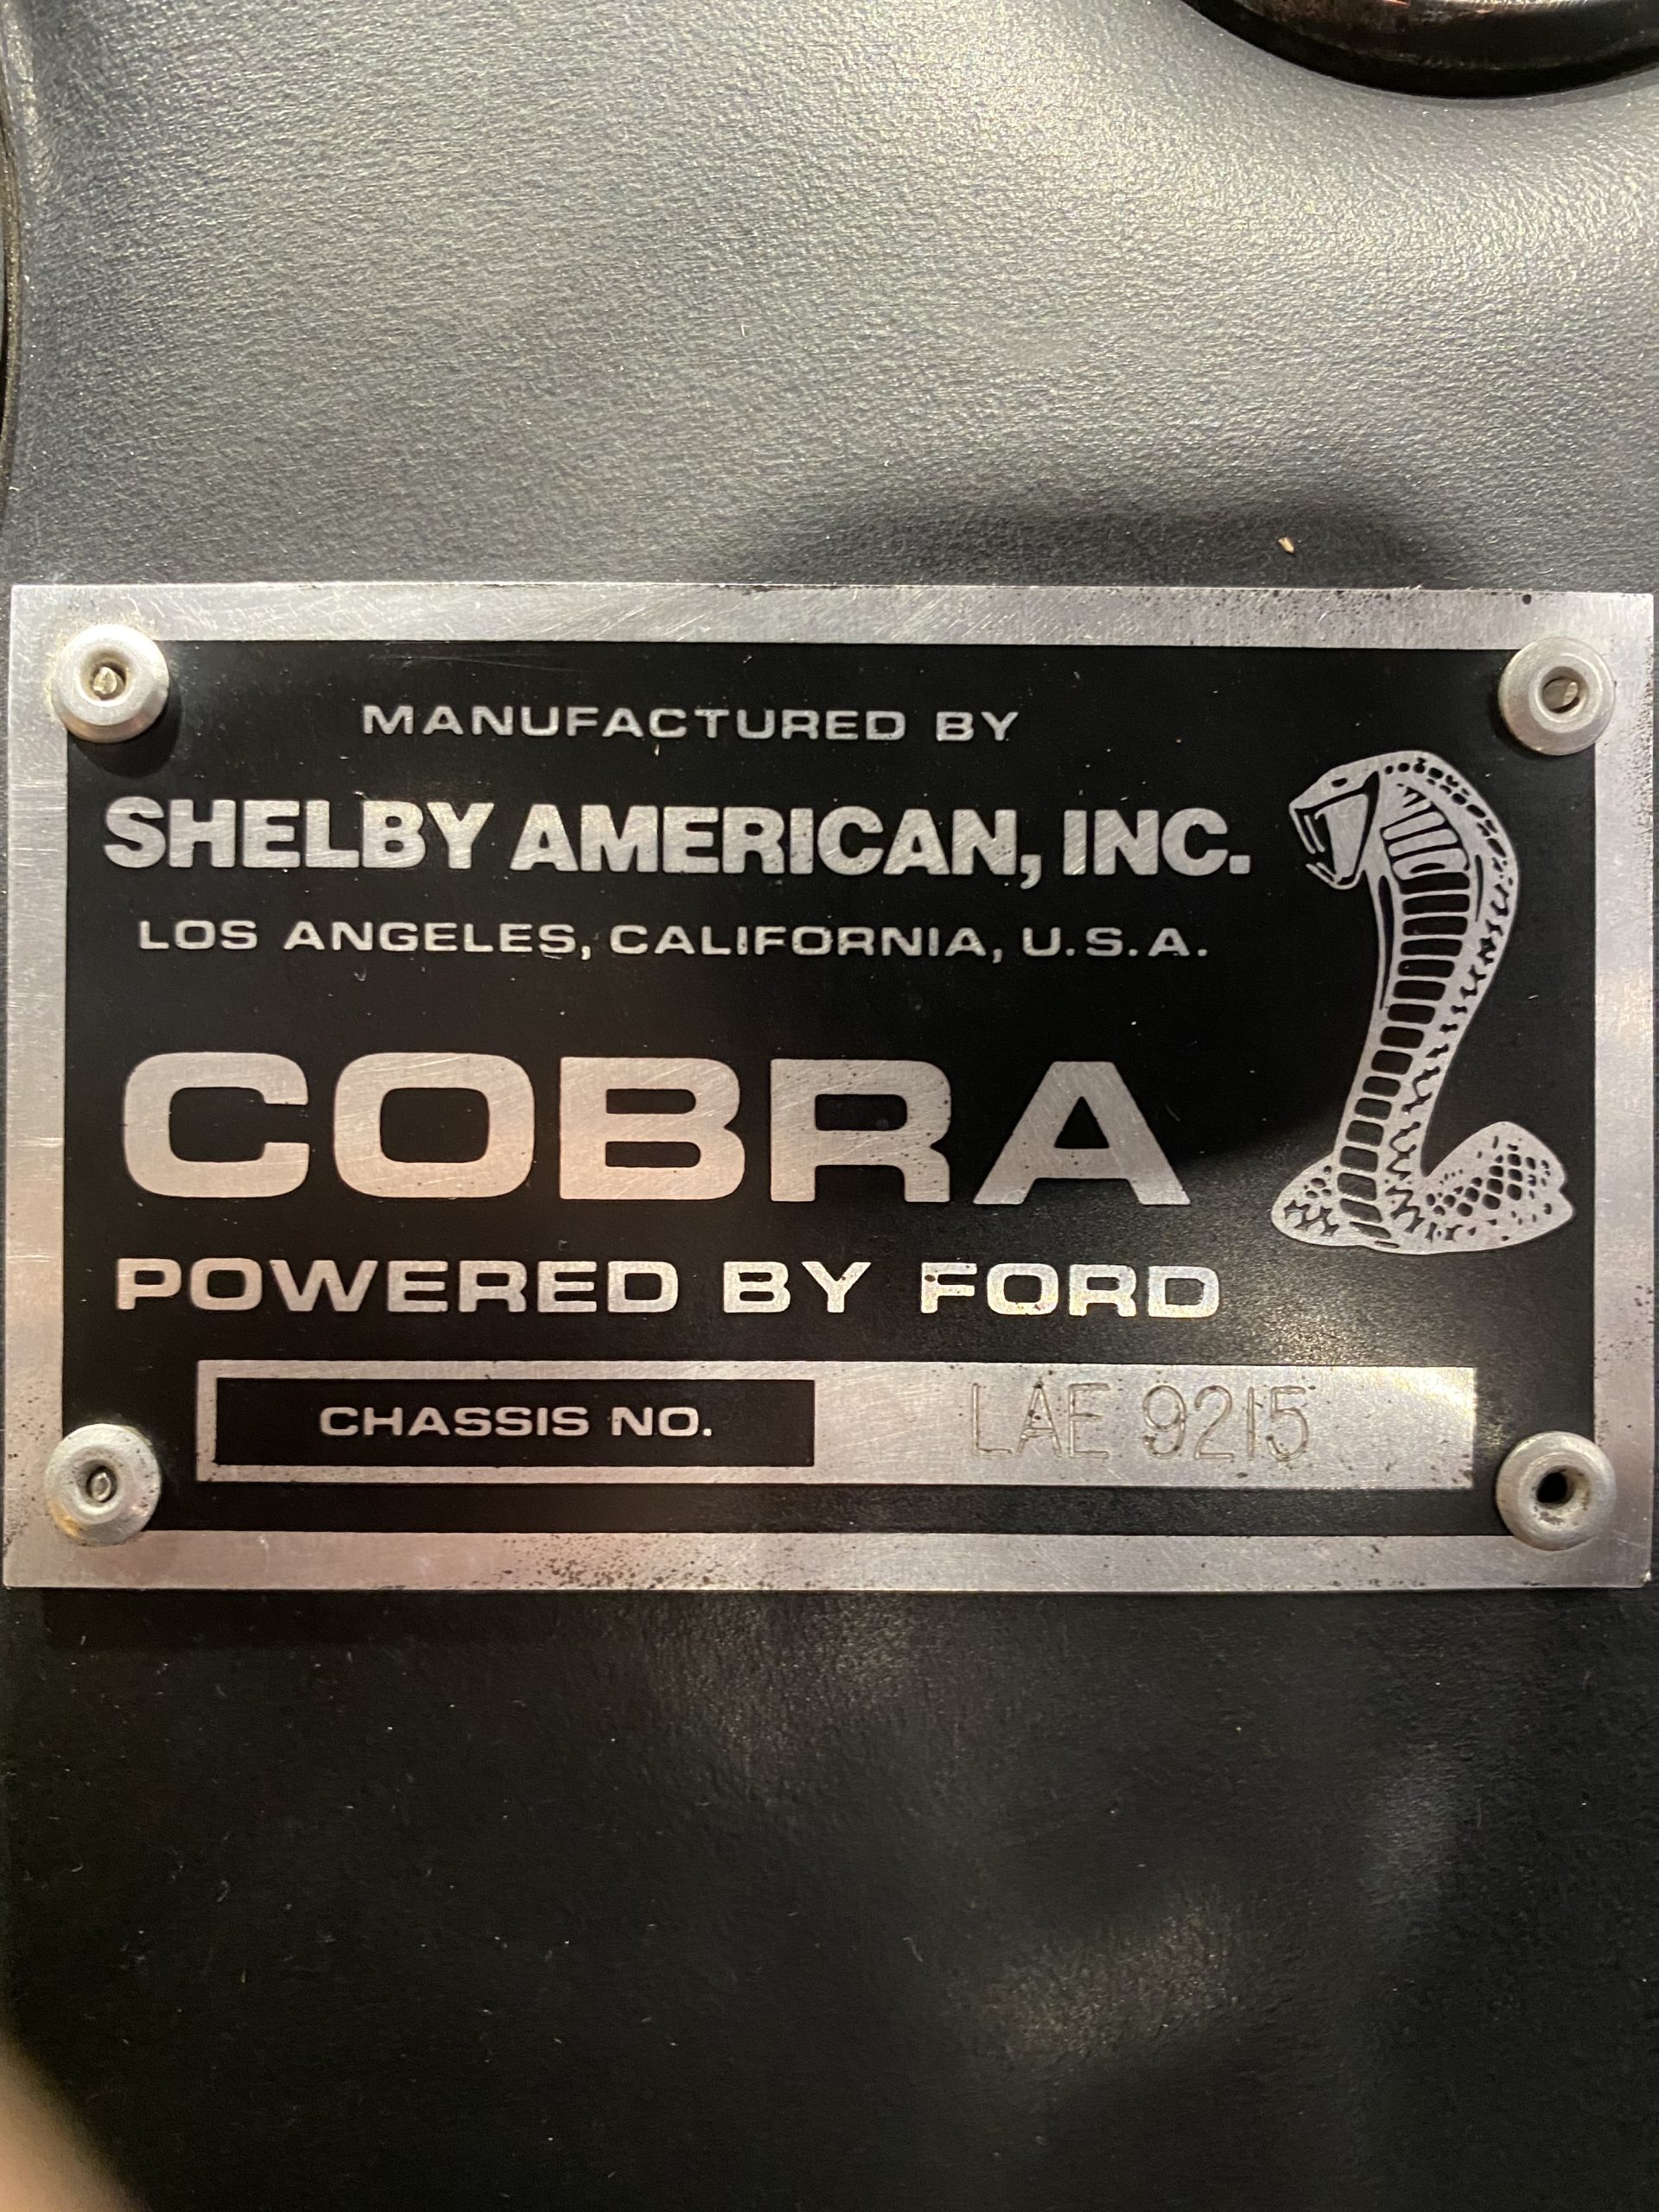 MANUFACTURED BY
SHELBY AMERICAN, INC.
LOS ANGELES, CALIFORNIA, U.S.A.
COBRA
POWERED BY FORD
CHASSIS NO. LAE 9215